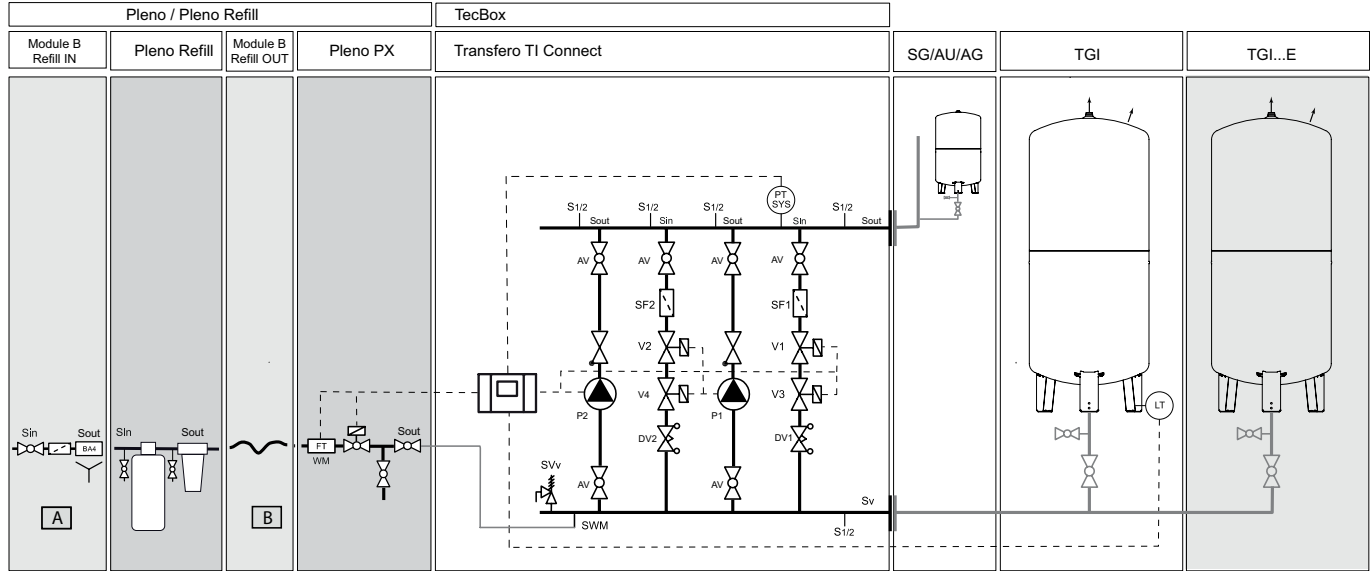 Pleno / Pleno Refill
TecBox
Module B
Refill IN
Pleno Refill
Module B
Refill OUT
Pleno PX
Transfero TI Connect
SG/AU/AG
TGI
TGI...E
PT
SYS
S1/2
S1/2
S1/2
S1/2
Sout
Sin
Sout
SIn
Sout
AV
AV
AV
AV
SF2
SF1
V2
V1
V4
V3
P2
P1
LT
DV2
DV1
Sin
Sout
BA4
SIn
Sout
FT
WM
Sout
SVv
AV
AV
Sv
A
B
SWM
S1/2